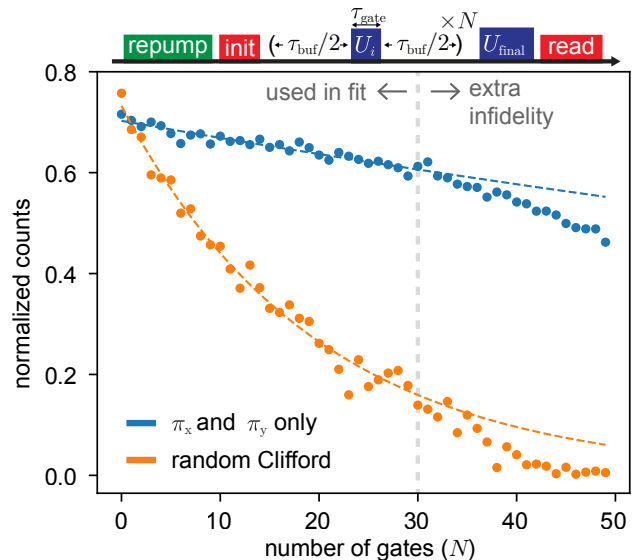 τgate
×N
repump init (← τbuf/2 → Ui ← τbuf/2 →) Ufinal read
0.8
used in fit ← → extra
infidelity
0.6
0.4
0.2
0.0
normalized counts
πx and πy only
random Clifford
0 10 20 30 40 50
number of gates (N)